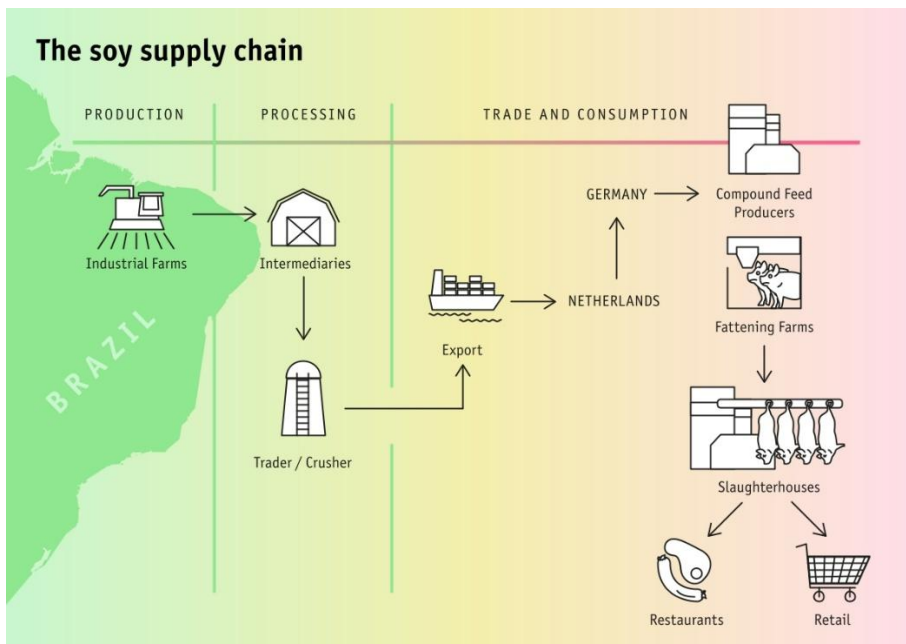 The soy supply chain
PRODUCTION
PROCESSING
TRADE AND CONSUMPTION
BRAZIL
Industrial Farms
Intermediaries
Trader / Crusher
Export
NETHERLANDS
GERMANY
Compound Feed
Producers
Fattening Farms
Slaughterhouses
Restaurants
Retail